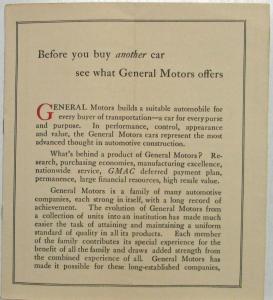 Before you buy another car
see what General Motors offers
GENERAL Motors builds a suitable automobile for
every buyer of transportation—a car for every purse
and purpose. In performance, control, appearance
and value, the General Motors cars represent the most
advanced thought in automotive construction.
What's behind a product of General Motors? Re-
search, purchasing economies, manufacturing excellence,
nationwide service, GMAC deferred payment plan,
permanence, large financial resources, high resale value.
General Motors is a family of many automotive
companies, each strong in itself, with a long record of
achievement. The evolution of General Motors from
a collection of units into an institution has made much
easier the task of attaining and maintaining a uniform
standard of quality in all its products. Each member
of the family contributes its special experience for the
benefit of all the family and draws added strength from
the combined experience of all. General Motors has
made it possible for these long-established companies,